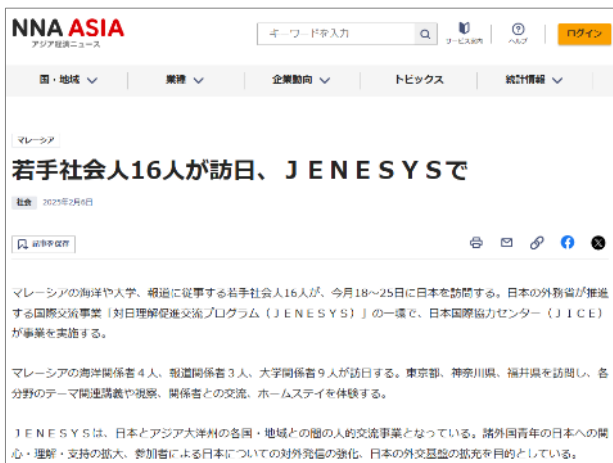 NNA ASIA
アジア経済ニュース
キーワードを入力
サービス案内
ヘルプ
ログイン
国・地域
業種
企業動向
トピックス
統計情報
マレーシア
若手社会人16人が訪日、ＪＥＮＥＳＹＳで
社会 2025年2月6日
記事を保存
マレーシアの海洋や大学、報道に従事する若手社会人16人が、今月18～25日に日本を訪問する。日本の外務省が推進
する国際交流事業「対日理解促進交流プログラム（ＪＥＮＥＳＹＳ）」の一環で、日本国際協力センター（ＪＩＣＥ）
が事業を実施する。
マレーシアの海洋関係者４人、報道関係者３人、大学関係者９人が訪日する。東京都、神奈川県、福井県を訪問し、各
分野のテーマ関連講義や視察、関係者との交流、ホームステイを体験する。
ＪＥＮＥＳＹＳは、日本とアジア大洋州の各国・地域との間の人的交流事業となっている。諸外国青年の日本への関
心・理解・支持の拡大、参加者による日本についての対外発信の強化、日本の外交基盤の拡充を目的としている。